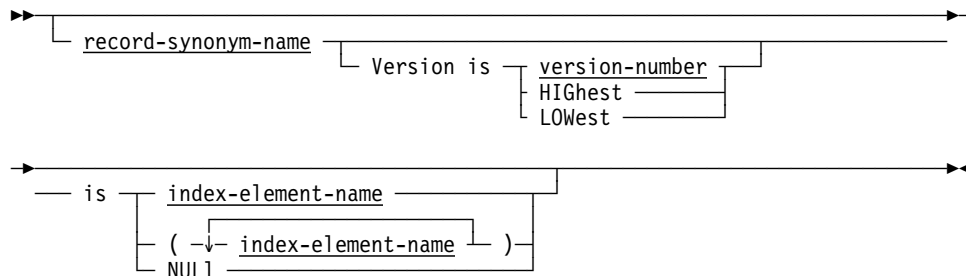 record-synonym-name
Version is version-number
HIGhest
LOWest
is index-element-name
( index-element-name )
NULl